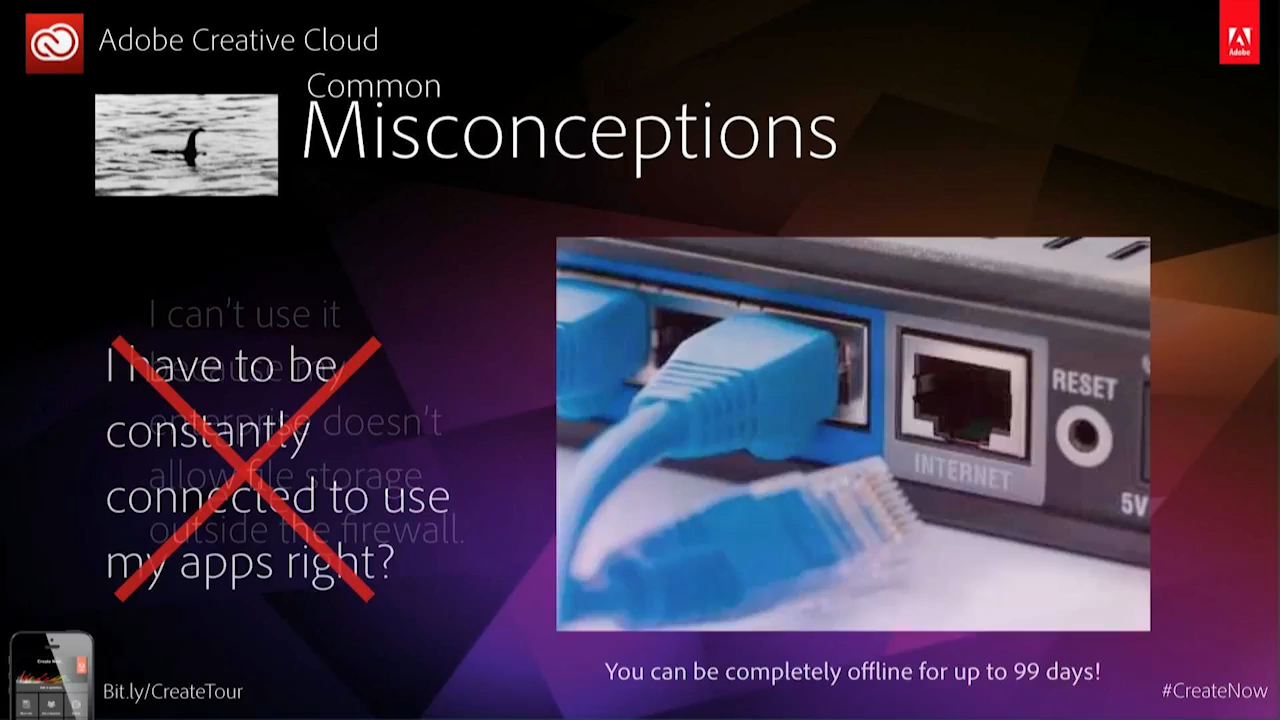 Adobe Creative Cloud
Adobe
Common
Misconceptions
I can't use it
because my
enterprise doesn't
allow file storage
outside the firewall.
I have to be
constantly
connected to use
my apps right?
RESET
INTERNET
5V
You can be completely offline for up to 99 days!
Bit.ly/CreateTour
#CreateNow